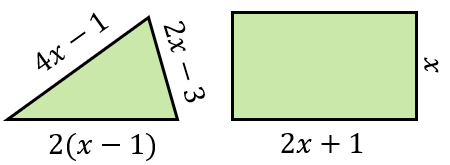 4x − 1
2x − 3
2(x − 1)
x
2x + 1